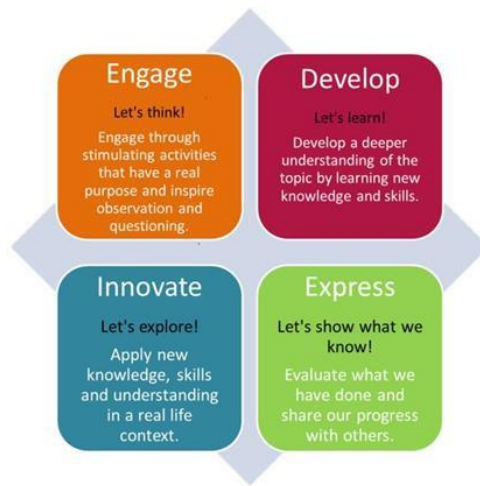 Engage
Let's think!
Engage through
stimulating activities
that have a real
purpose and inspire
observation and
questioning.
Develop
Let's learn!
Develop a deeper
understanding of the
topic by learning new
knowledge and skills.
Innovate
Let's explore!
Apply new
knowledge, skills
and understanding
in a real life
context.
Express
Let's show what we
know!
Evaluate what we
have done and
share our progress
with others.